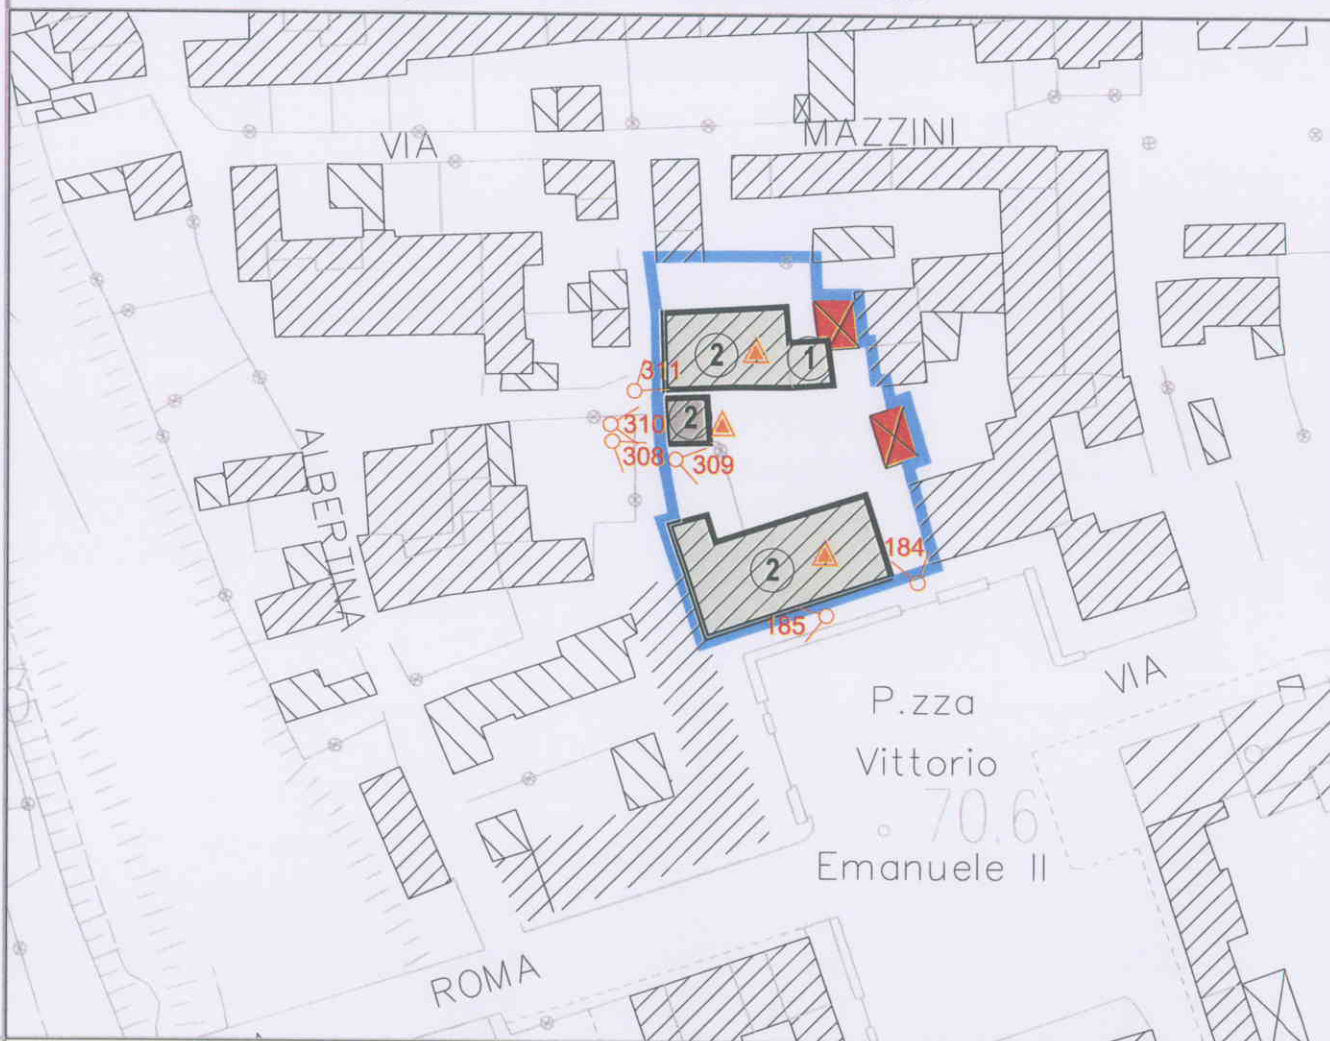 VIA
MAZZINI
311
2
1
310
2
308
309
ALBERTINA
184
2
185
VIA
P.zza
Vittorio
70.6
Emanuele II
ROMA